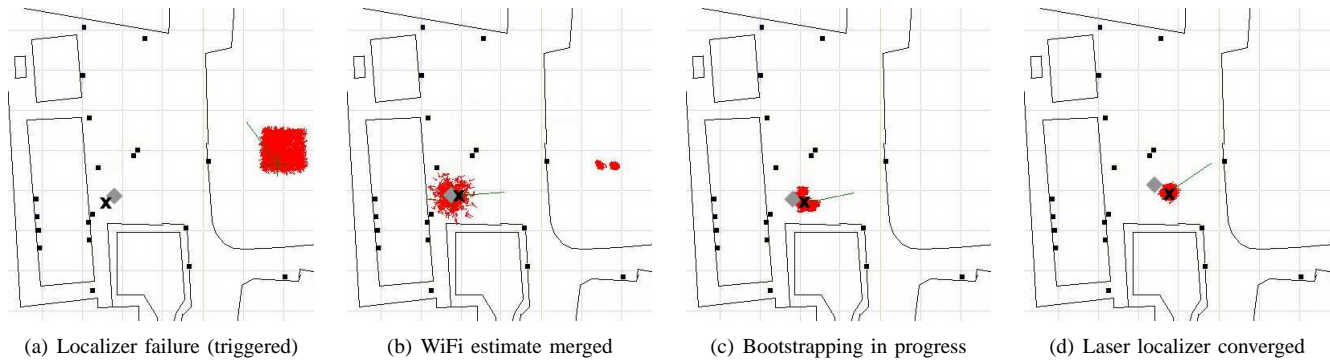 (a) Localizer failure (triggered)
(b) WiFi estimate merged
(c) Bootstrapping in progress
(d) Laser localizer converged